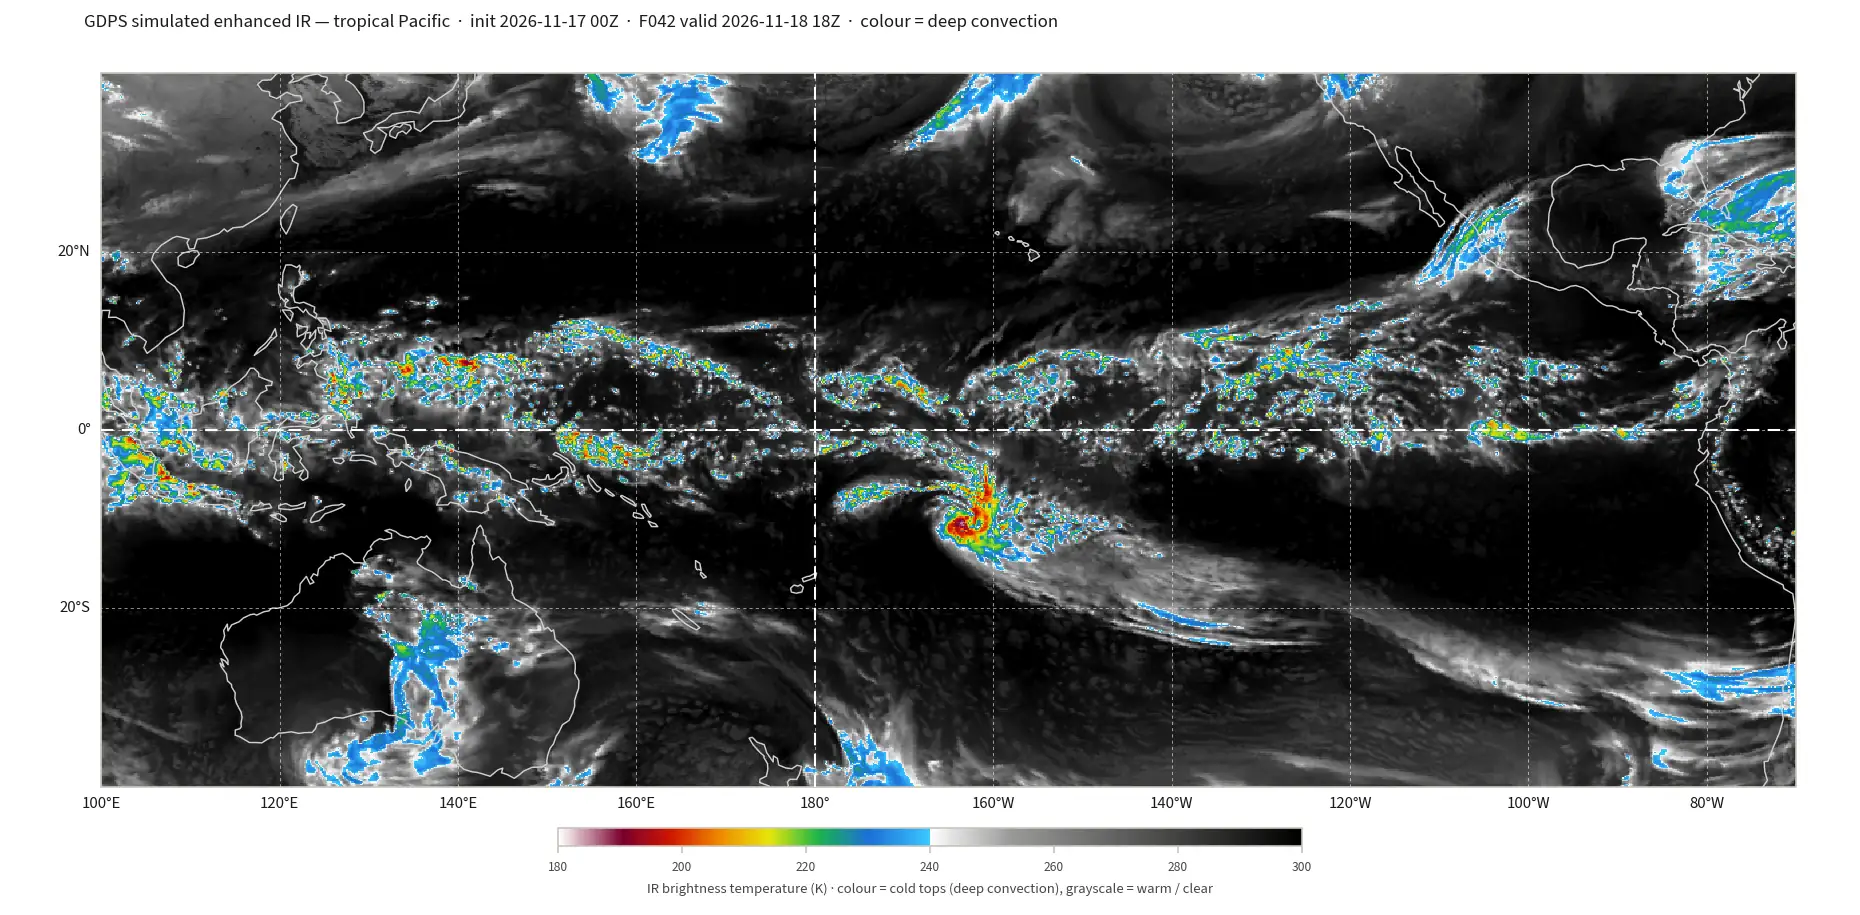 GDPS simulated enhanced IR — tropical Pacific · init 2026-11-17 00Z · F042 valid 2026-11-18 18Z · colour = deep convection
20°N
0°
20°S
100°E 120°E 140°E 160°E 180° 160°W 140°W 120°W 100°W 80°W
180 200 220 240 260 280 300
IR brightness temperature (K) · colour = cold tops (deep convection), grayscale = warm / clear